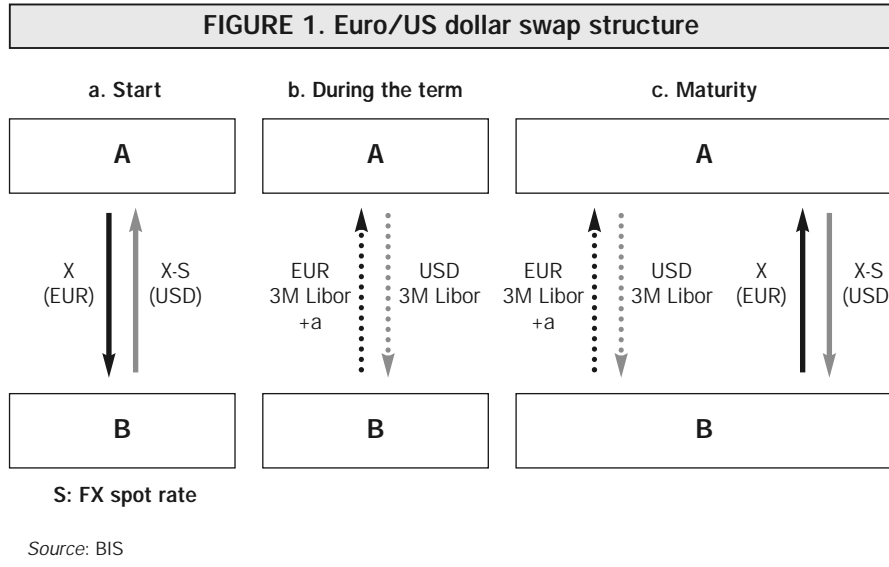 FIGURE 1. Euro/US dollar swap structure
a. Start
b. During the term
c. Maturity
A
A
A
X
(EUR)
X-S
(USD)
EUR
3M Libor
+a
USD
3M Libor
EUR
3M Libor
+a
USD
3M Libor
X
(EUR)
X-S
(USD
B
B
B
S: FX spot rate
Source: BIS